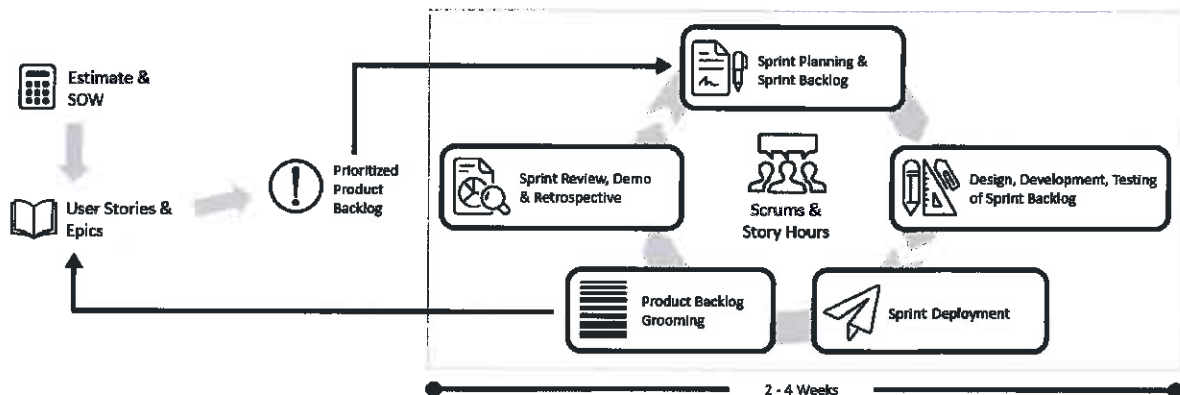 Estimate &
SOW
User Stories &
Epics
Prioritized
Product
Backlog
Sprint Planning &
Sprint Backlog
Sprint Review, Demo
& Retrospective
Scrums &
Story Hours
Design, Development, Testing
of Sprint Backlog
Product Backlog
Grooming
Sprint Deployment
2 - 4 Weeks